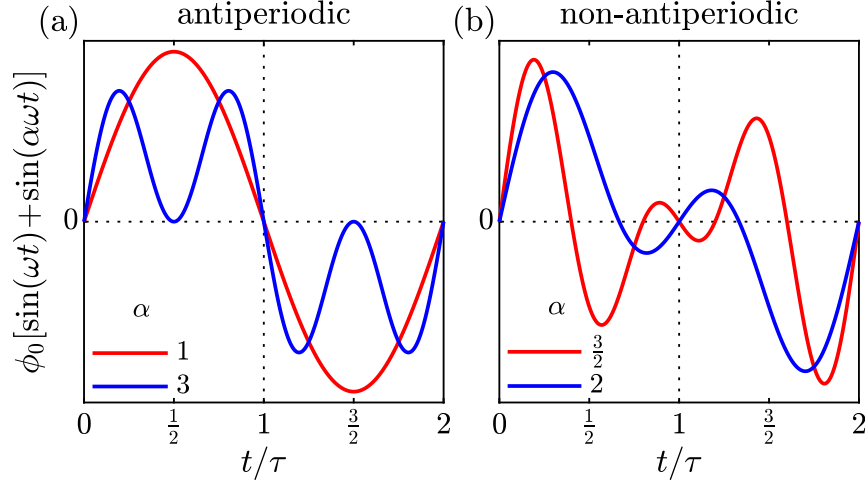 (a) antiperiodic
(b) non-antiperiodic
ϕ₀[sin(ωt)+sin(αωt)]
0
α
1
3
0 1/2 1 3/2 2
t/τ
0
α
3/2
2
0 1/2 1 3/2 2
t/τ